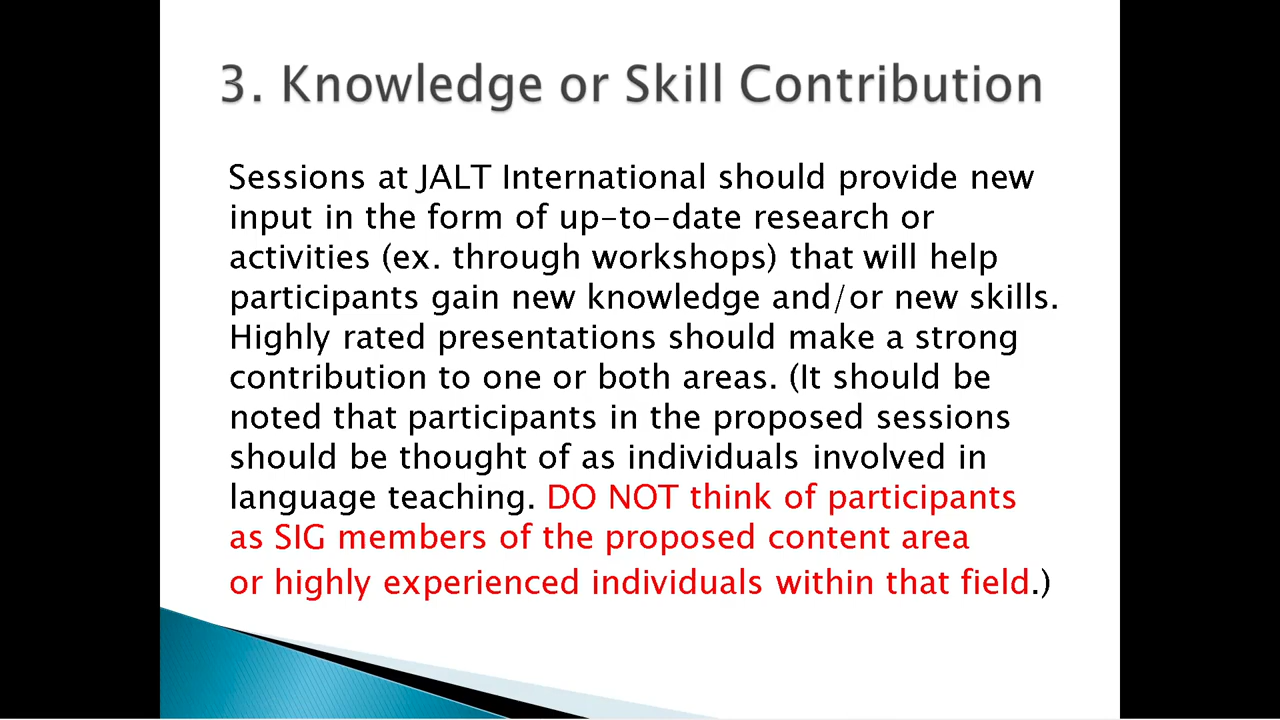 3. Knowledge or Skill Contribution
Sessions at JALT International should provide new
input in the form of up-to-date research or
activities (ex. through workshops) that will help
participants gain new knowledge and/or new skills.
Highly rated presentations should make a strong
contribution to one or both areas. (It should be
noted that participants in the proposed sessions
should be thought of as individuals involved in
language teaching. DO NOT think of participants
as SIG members of the proposed content area
or highly experienced individuals within that field.)